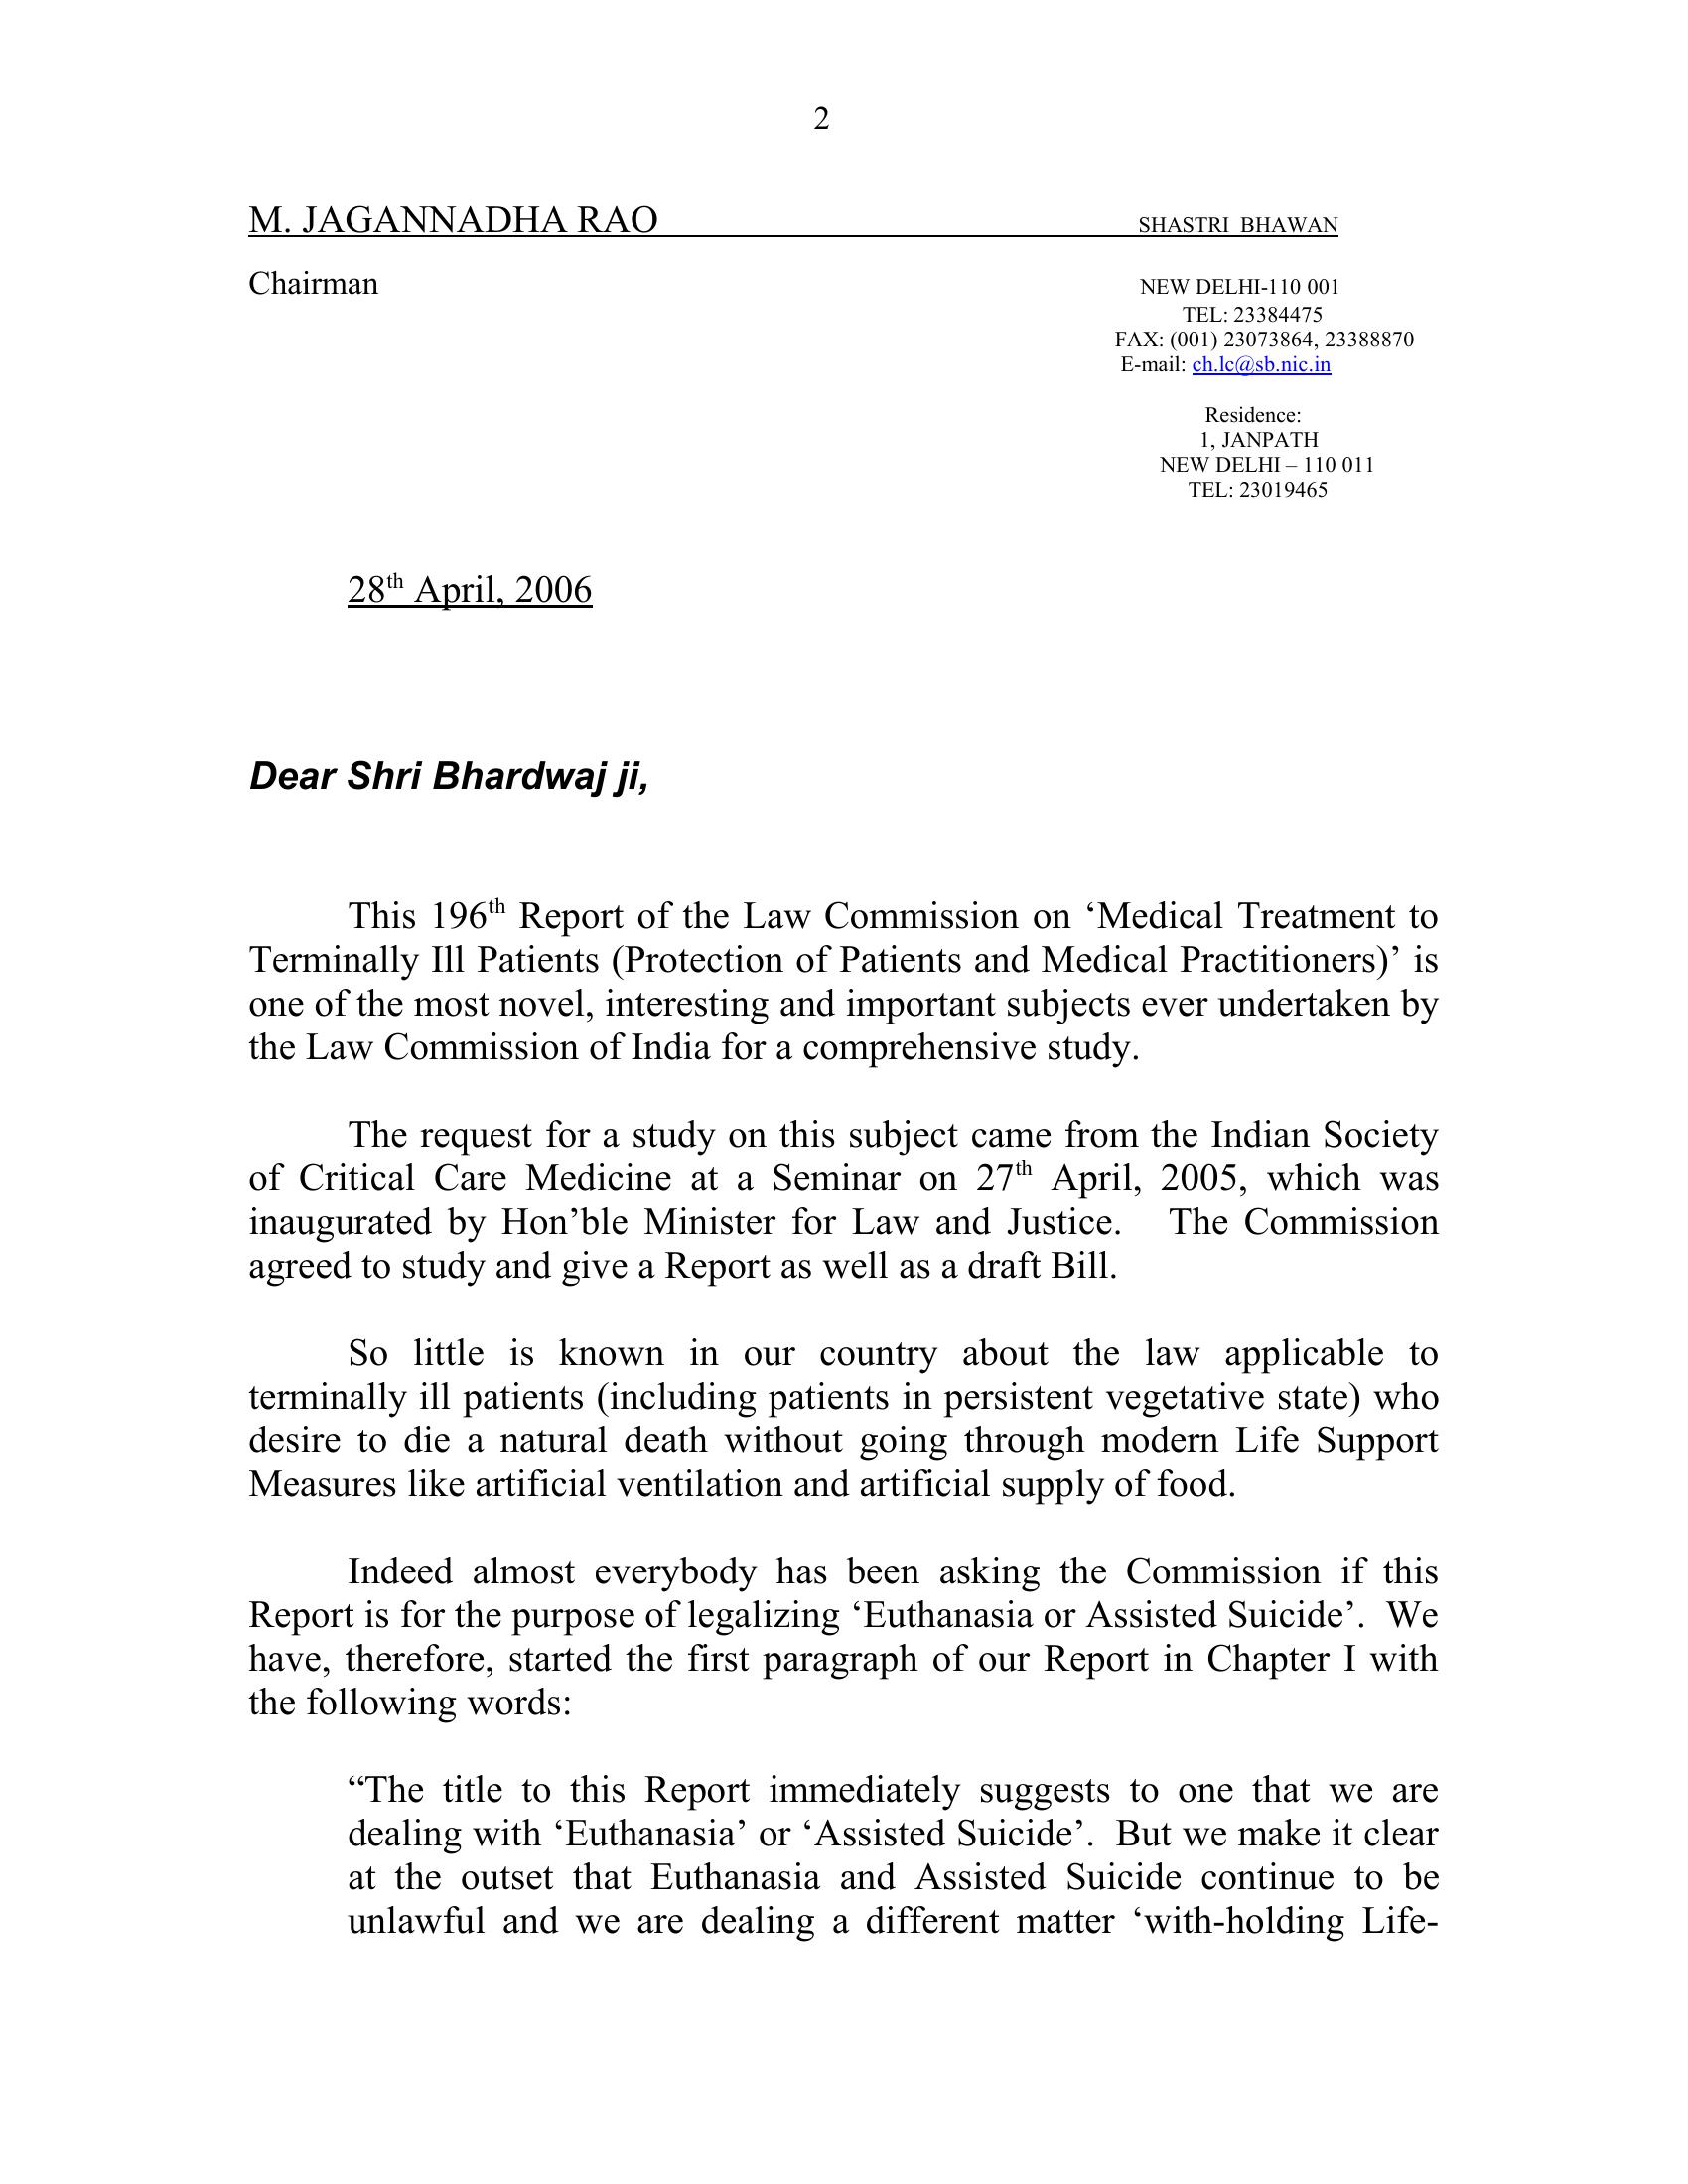 2
M. JAGANNADHA RAO SHASTRI BHAWAN
Chairman NEW DELHI-110 001
TEL: 23384475
FAX: (001) 23073864, 23388870
E-mail: ch.lc@sb.nic.in
Residence:
1, JANPATH
NEW DELHI – 110 011
TEL: 23019465
28th April, 2006
Dear Shri Bhardwaj ji,
This 196th Report of the Law Commission on ‘Medical Treatment to
Terminally Ill Patients (Protection of Patients and Medical Practitioners)’ is
one of the most novel, interesting and important subjects ever undertaken by
the Law Commission of India for a comprehensive study.
The request for a study on this subject came from the Indian Society
of Critical Care Medicine at a Seminar on 27th April, 2005, which was
inaugurated by Hon’ble Minister for Law and Justice. The Commission
agreed to study and give a Report as well as a draft Bill.
So little is known in our country about the law applicable to
terminally ill patients (including patients in persistent vegetative state) who
desire to die a natural death without going through modern Life Support
Measures like artificial ventilation and artificial supply of food.
Indeed almost everybody has been asking the Commission if this
Report is for the purpose of legalizing ‘Euthanasia or Assisted Suicide’. We
have, therefore, started the first paragraph of our Report in Chapter I with
the following words:
“The title to this Report immediately suggests to one that we are
dealing with ‘Euthanasia’ or ‘Assisted Suicide’. But we make it clear
at the outset that Euthanasia and Assisted Suicide continue to be
unlawful and we are dealing a different matter ‘with-holding Life-